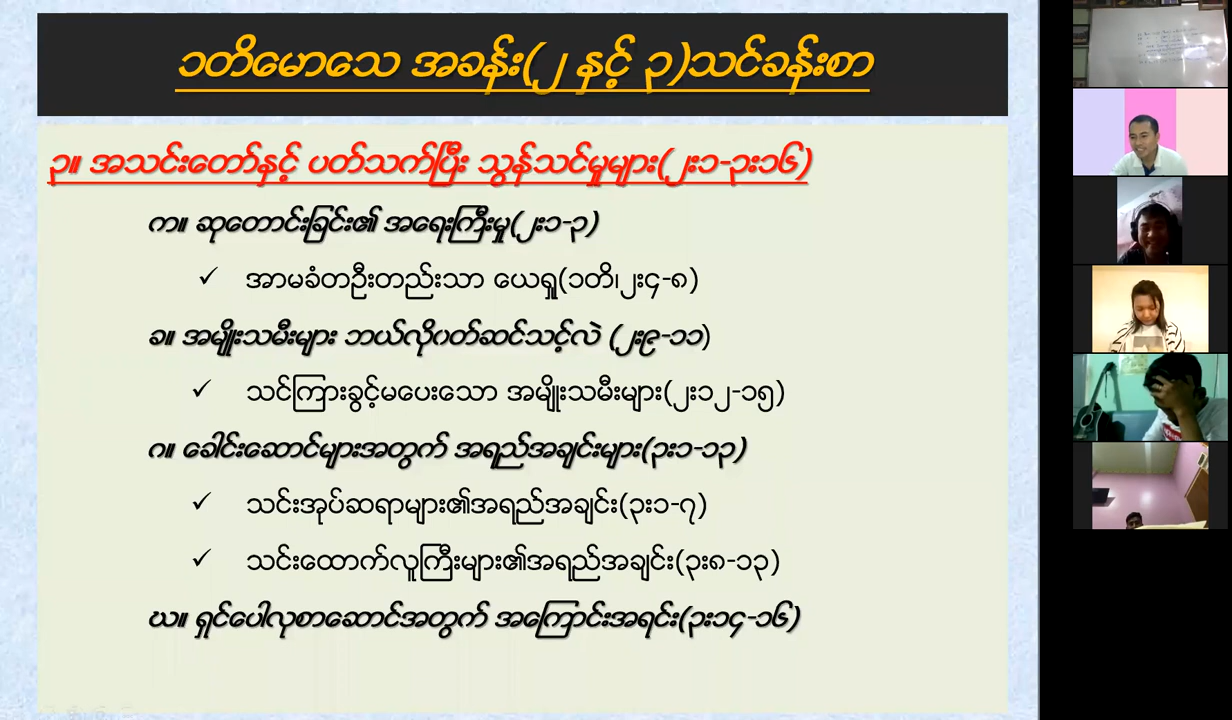 ၁တိမောသေ အခန်း(၂ နှင့် ၃)သင်ခန်းစာ
၃။ အသင်းတော်နှင့် ပတ်သက်ပြီး သွန်သင်မှုများ(၂း၁-၃း၁၆)
က။ ဆုတောင်းခြင်း၏ အရေးကြီးမှု(၂း၁-၃)
✓ အာမခံတဦးတည်းသာ ယေရှု(၁တိ၊၂း၄-၈)
ခ။ အမျိုးသမီးများ ဘယ်လိုဝတ်ဆင်သင့်လဲ (၂း၉-၁၁)
✓ သင်ကြားခွင့်မပေးသော အမျိုးသမီးများ(၂း၁၂-၁၅)
ဂ။ ခေါင်းဆောင်များအတွက် အရည်အချင်းများ(၃း၁-၁၃)
✓ သင်းအုပ်ဆရာများ၏အရည်အချင်း(၃း၁-၇)
✓ သင်းထောက်လူကြီးများ၏အရည်အချင်း(၃း၈-၁၃)
ဃ။ ရှင်ပေါလုစာဆောင်အတွက် အကြောင်းအရင်း(၃း၁၄-၁၆)